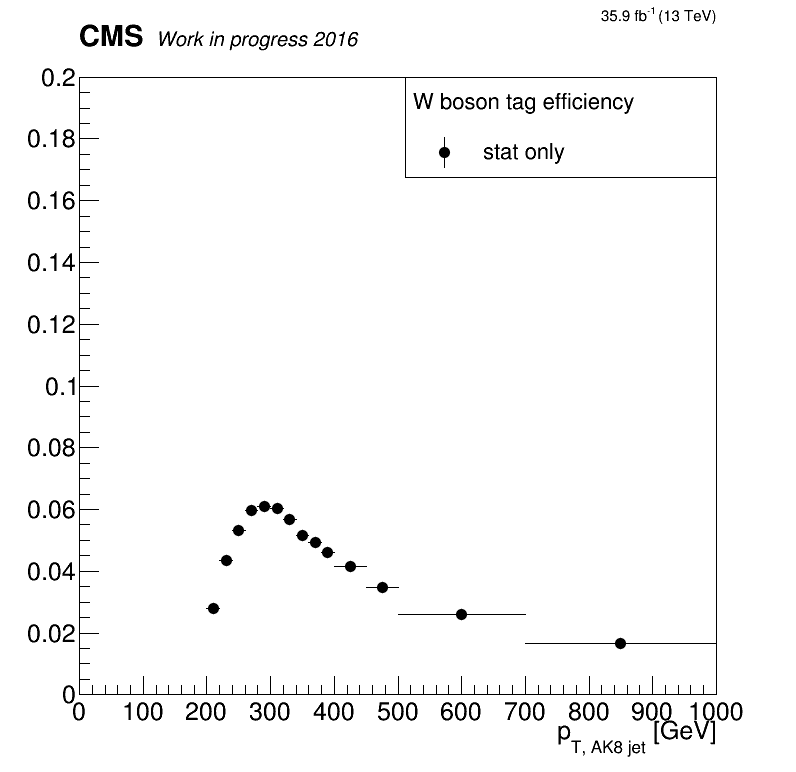 35.9 fb⁻¹ (13 TeV)
CMS Work in progress 2016
W boson tag efficiency
stat only
0.2
0.18
0.16
0.14
0.12
0.1
0.08
0.06
0.04
0.02
0
0 100 200 300 400 500 600 700 800 900 1000
p_T, AK8 jet [GeV]